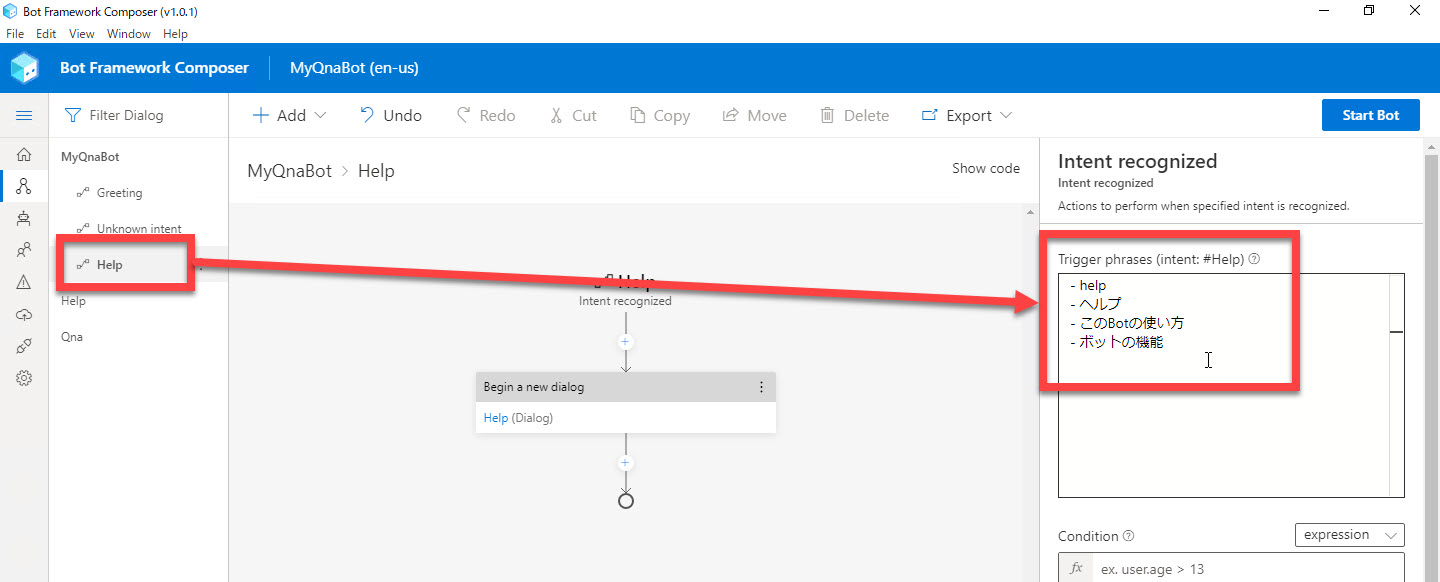 Bot Framework Composer (v1.0.1)
File Edit View Window Help
Bot Framework Composer MyQnaBot (en-us)
Filter Dialog
Add Undo Redo Cut Copy Move Delete Export Start Bot
MyQnaBot
Greeting
Unknown intent
Help
Help
Qna
MyQnaBot > Help
Show code
Help
Intent recognized
Begin a new dialog
Help (Dialog)
Intent recognized
Intent recognized
Actions to perform when specified intent is recognized.
Trigger phrases (intent: #Help)
- help
- ヘルプ
- このBotの使い方
- ボットの機能
Condition
expression
fx ex. user.age > 13